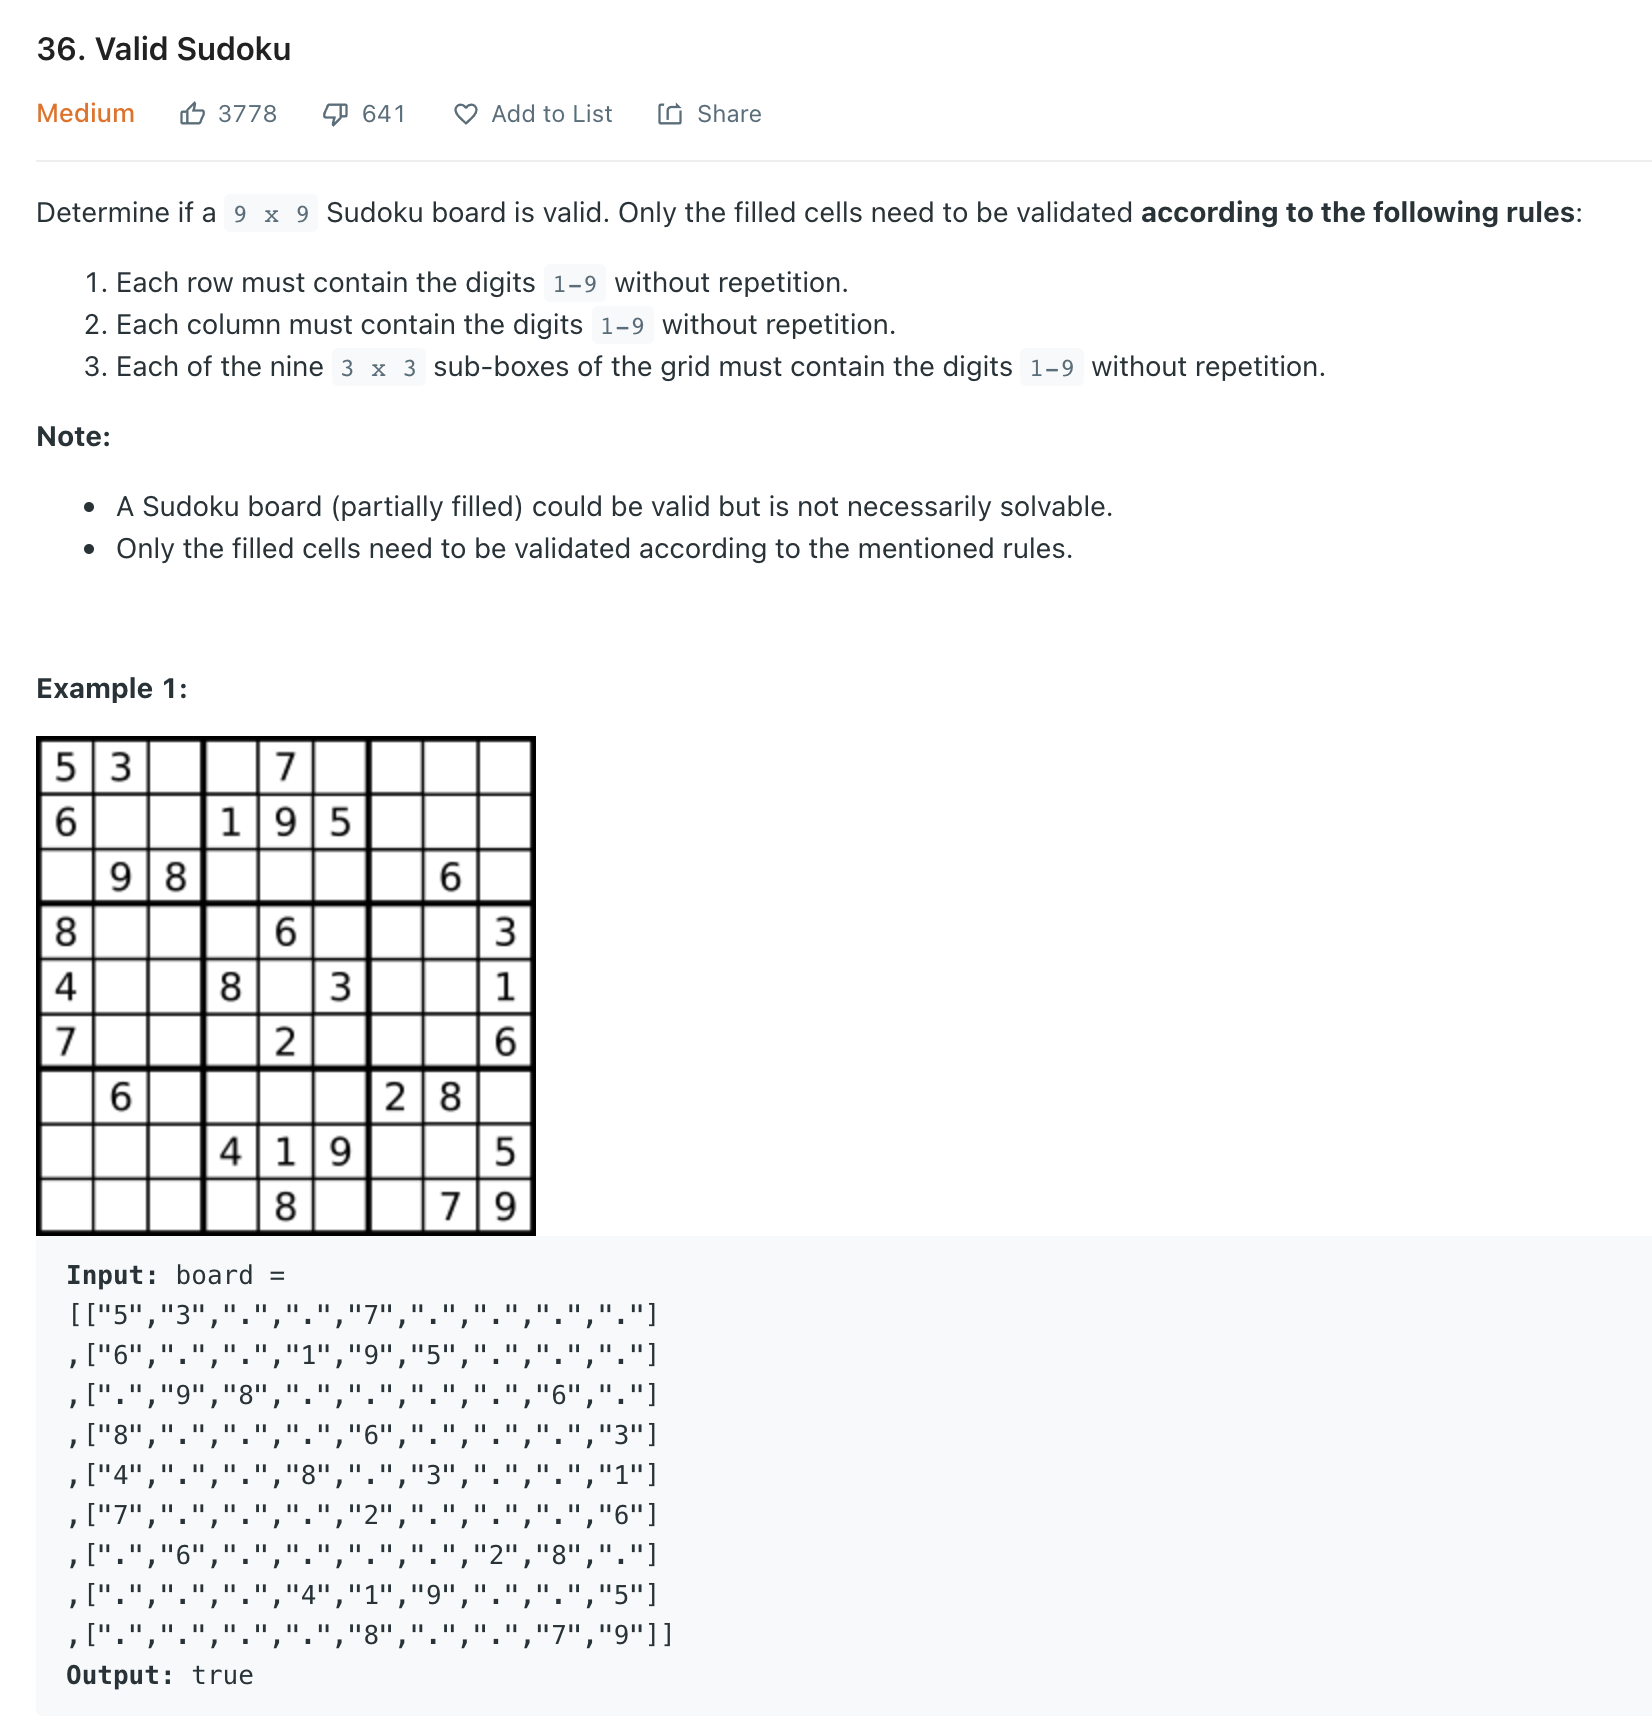 36. Valid Sudoku
Medium 3778 641 Add to List Share
Determine if a 9 x 9 Sudoku board is valid. Only the filled cells need to be validated according to the following rules:
1. Each row must contain the digits 1-9 without repetition.
2. Each column must contain the digits 1-9 without repetition.
3. Each of the nine 3 x 3 sub-boxes of the grid must contain the digits 1-9 without repetition.
Note:
• A Sudoku board (partially filled) could be valid but is not necessarily solvable.
• Only the filled cells need to be validated according to the mentioned rules.
Example 1:
5 3 7
6 1 9 5
9 8 6
8 6 3
4 8 3 1
7 2 6
6 2 8
4 1 9 5
8 7 9
Input: board =
[["5","3",".",".","7",".",".",".","."]
,["6",".",".","1","9","5",".",".","."]
,[".","9","8",".",".",".",".","6","."]
,["8",".",".",".","6",".",".",".","3"]
,["4",".",".","8",".","3",".",".","1"]
,["7",".",".",".","2",".",".",".","6"]
,[".","6",".",".",".",".","2","8","."]
,[".",".",".","4","1","9",".",".","5"]
,[".",".",".",".","8",".",".","7","9"]]
Output: true